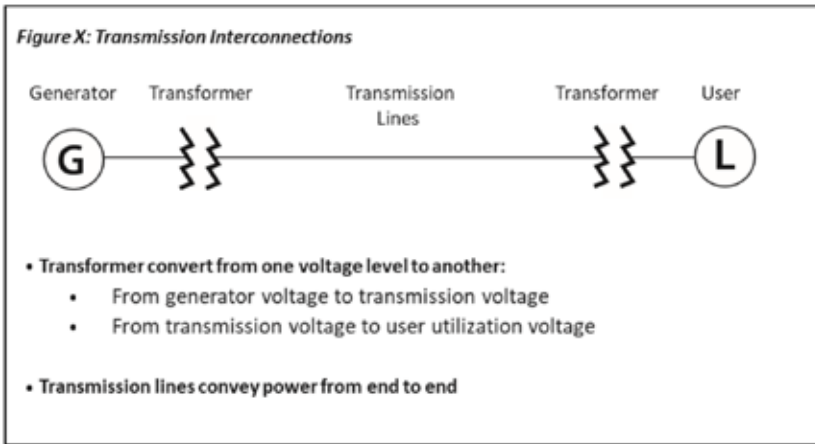 Figure X: Transmission Interconnections
Generator Transformer Transmission Lines Transformer User
G L
• Transformer convert from one voltage level to another:
• From generator voltage to transmission voltage
• From transmission voltage to user utilization voltage
• Transmission lines convey power from end to end